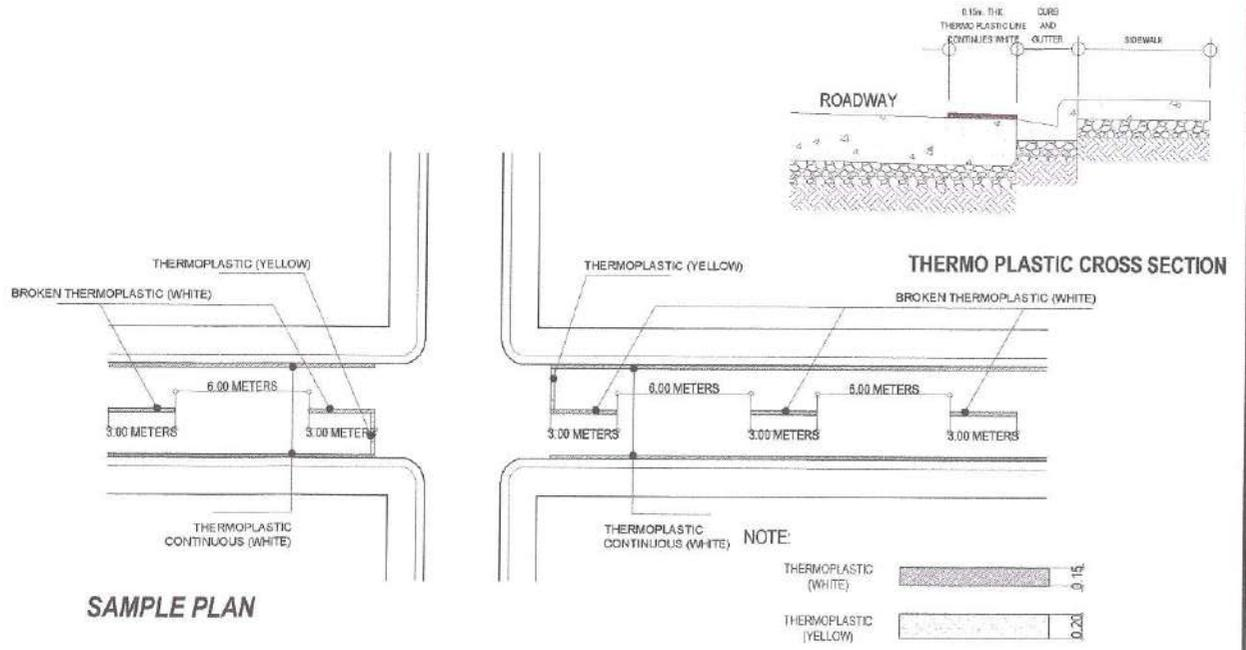 0.15m. THK.
THERMO PLASTIC LINE
CONTINUES WHITE
CURB
AND
GUTTER
SIDEWALK
ROADWAY
THERMO PLASTIC CROSS SECTION
THERMOPLASTIC (YELLOW)
BROKEN THERMOPLASTIC (WHITE)
THERMOPLASTIC (YELLOW)
BROKEN THERMOPLASTIC (WHITE)
6.00 METERS
6.00 METERS
6.00 METERS
3.00 METERS
3.00 METERS
3.00 METERS
3.00 METERS
3.00 METERS
THERMOPLASTIC
CONTINUOUS (WHITE)
THERMOPLASTIC
CONTINUOUS (WHITE)
NOTE:
THERMOPLASTIC
(WHITE)
0.15
THERMOPLASTIC
(YELLOW)
0.20
SAMPLE PLAN